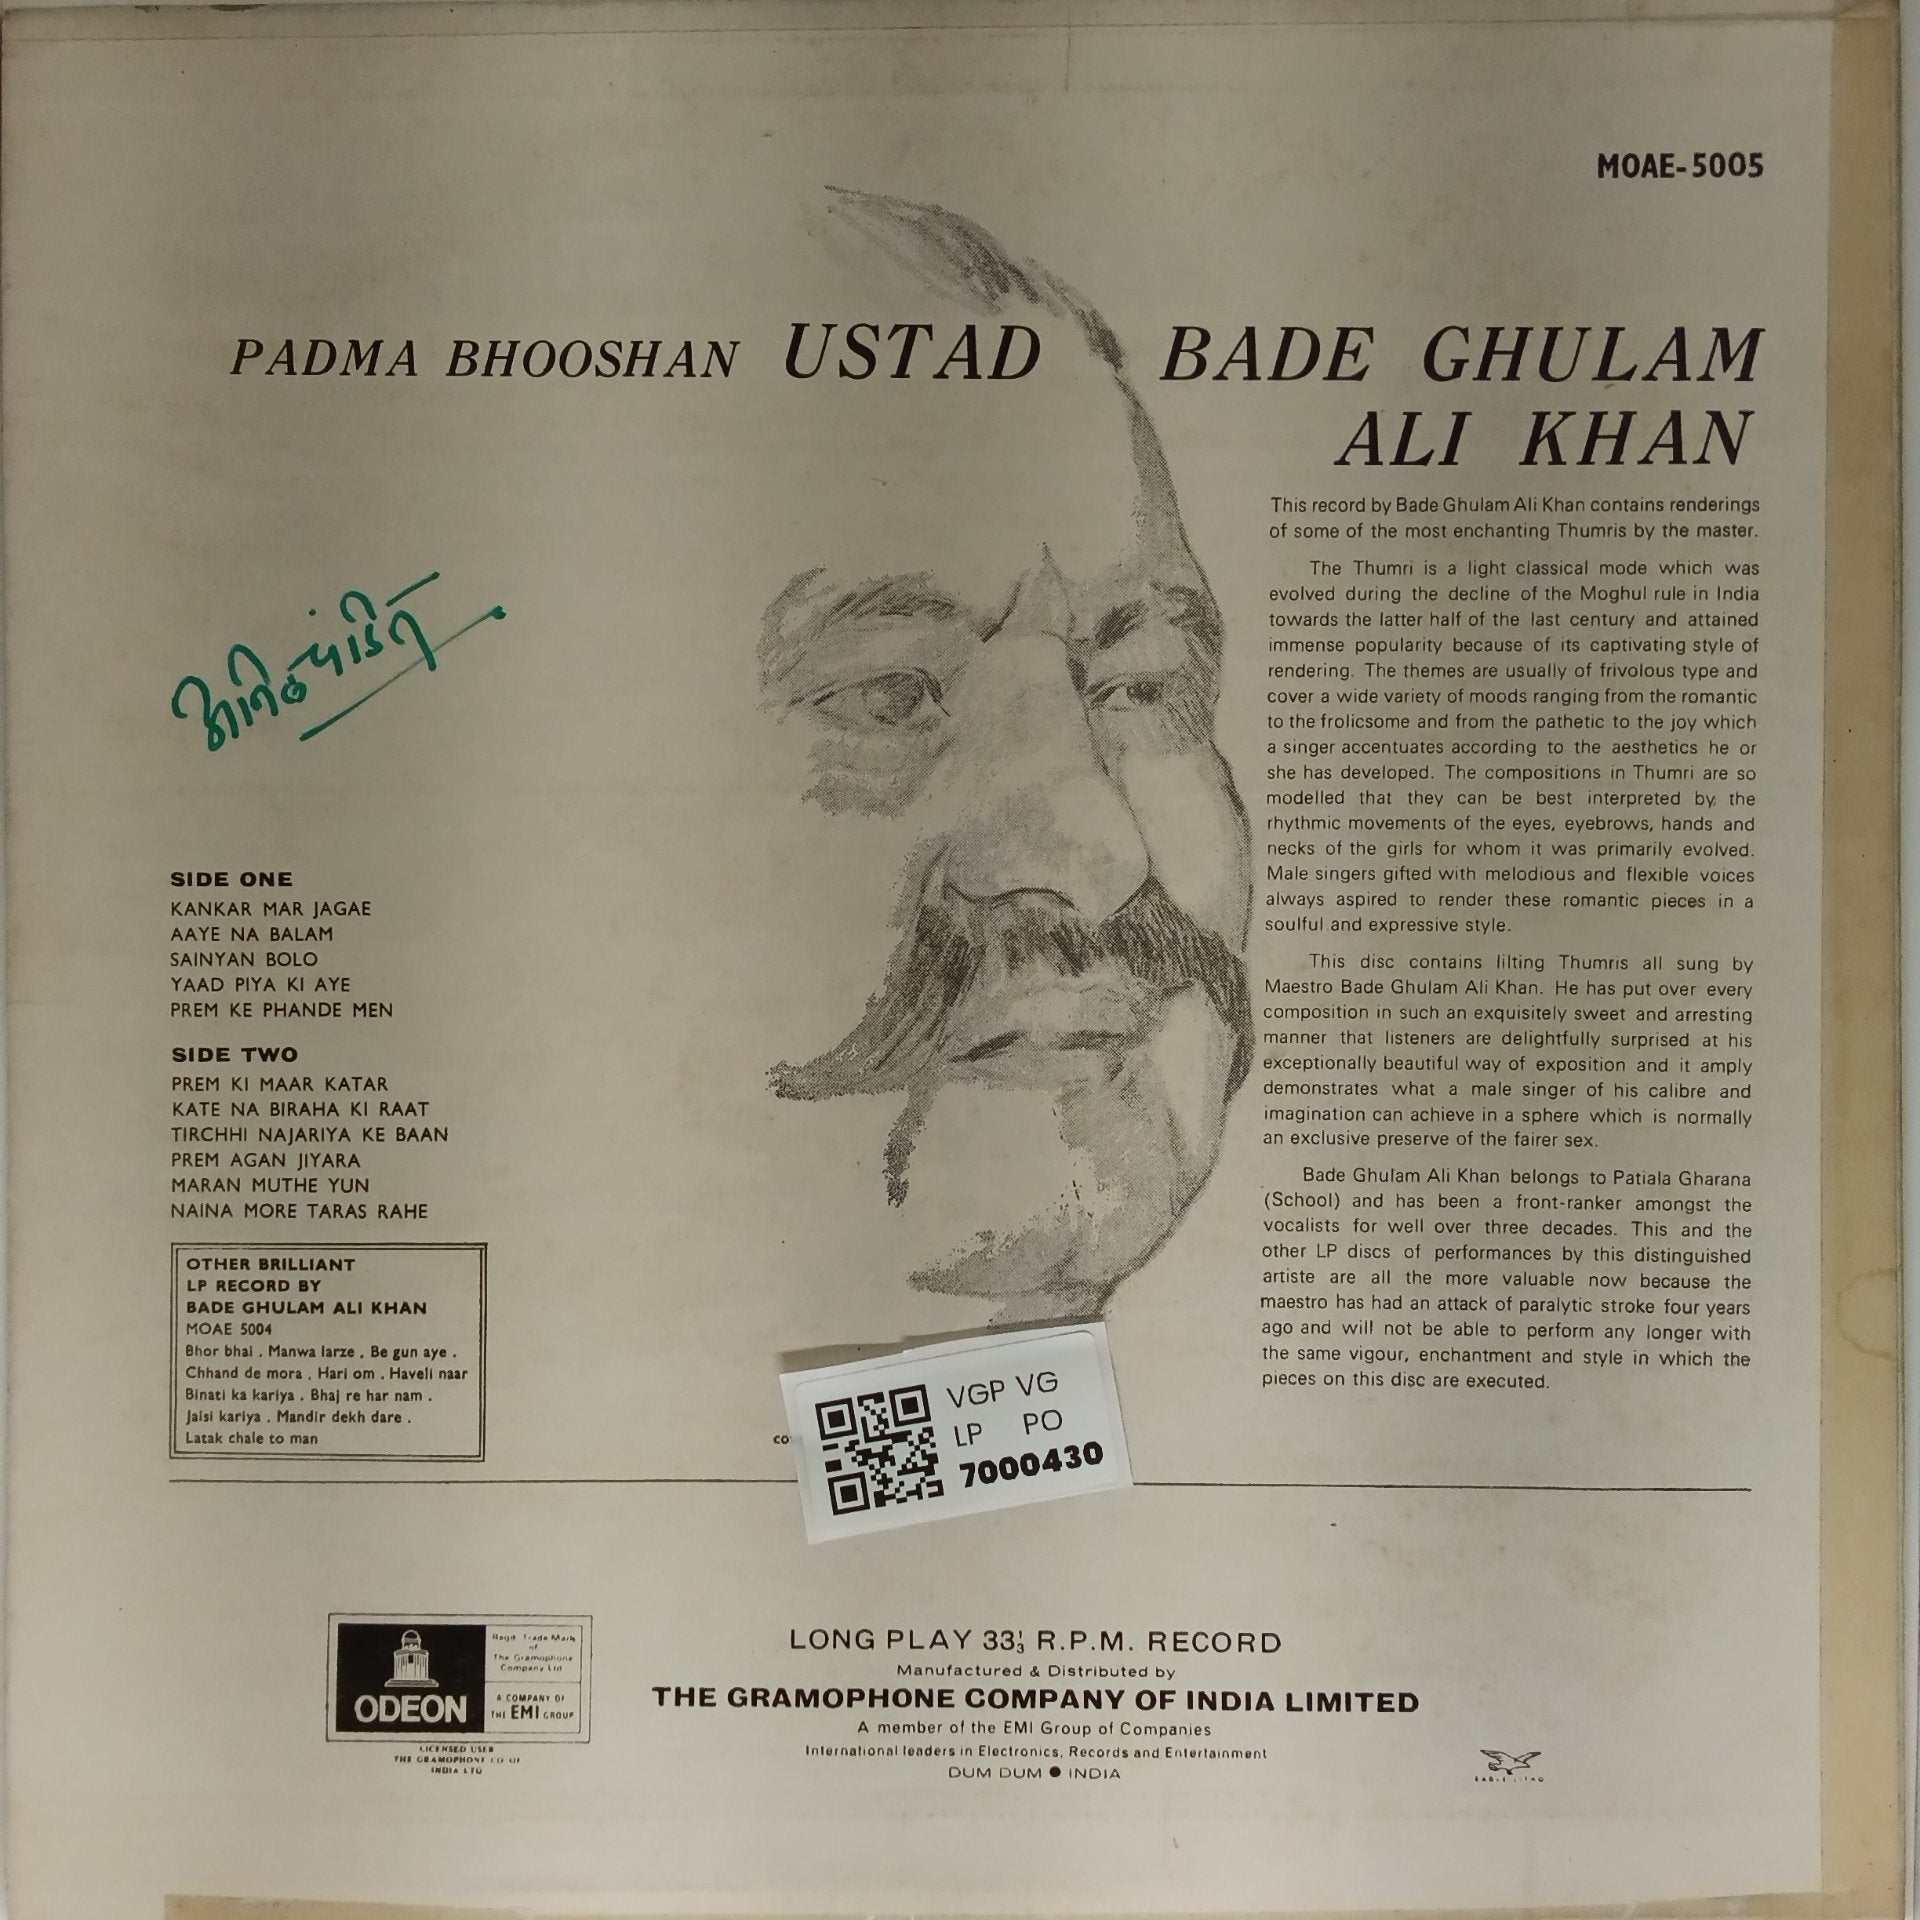 MOAE-5005
PADMA BHOOSHAN USTAD BADE GHULAM
ALI KHAN
This record by Bade Ghulam Ali Khan contains renderings
of some of the most enchanting Thumris by the master.
The Thumri is a light classical mode which was
evolved during the decline of the Moghul rule in India
towards the latter half of the last century and attained
immense popularity because of its captivating style of
rendering. The themes are usually of frivolous type and
cover a wide variety of moods ranging from the romantic
to the frolicsome and from the pathetic to the joy which
a singer accentuates according to the aesthetics he or
she has developed. The compositions in Thumri are so
modelled that they can be best interpreted by the
rhythmic movements of the eyes, eyebrows, hands and
necks of the girls for whom it was primarily evolved.
Male singers gifted with melodious and flexible voices
always aspired to render these romantic pieces in a
soulful and expressive style.
This disc contains lilting Thumris all sung by
Maestro Bade Ghulam Ali Khan. He has put over every
composition in such an exquisitely sweet and arresting
manner that listeners are delightfully surprised at his
exceptionally beautiful way of exposition and it amply
demonstrates what a male singer of his calibre and
imagination can achieve in a sphere which is normally
an exclusive preserve of the fairer sex.
Bade Ghulam Ali Khan belongs to Patiala Gharana
(School) and has been a front-ranker amongst the
vocalists for well over three decades. This and the
other LP discs of performances by this distinguished
artiste are all the more valuable now because the
maestro has had an attack of paralytic stroke four years
ago and will not be able to perform any longer with
the same vigour, enchantment and style in which the
pieces on this disc are executed.
SIDE ONE
KANKAR MAR JAGAE
AAYE NA BALAM
SAINYAN BOLO
YAAD PIYA KI AYE
PREM KE PHANDE MEN
SIDE TWO
PREM KI MAAR KATAR
KATE NA BIRAHA KI RAAT
TIRCHHI NAJARIYA KE BAAN
PREM AGAN JIYARA
MARAN MUTHE YUN
NAINA MORE TARAS RAHE
OTHER BRILLIANT
LP RECORD BY
BADE GHULAM ALI KHAN
MOAE 5004
Bhor bhai . Manwa larze . Be gun aye .
Chhand de mora . Hari om . Haveli naar
Binati ka kariya . Bhaj re har nam .
Jaisi kariya . Mandir dekh dare .
Latak chale to man
VGP VG
LP PO
7000430
ODEON
Regd. Trade Mark
of
The Gramophone
Company Ltd
A COMPANY OF
THE EMI GROUP
LICENSED USER
THE GRAMOPHONE CO OF
INDIA LTD
LONG PLAY 33⅓ R.P.M. RECORD
Manufactured & Distributed by
THE GRAMOPHONE COMPANY OF INDIA LIMITED
A member of the EMI Group of Companies
International leaders in Electronics, Records and Entertainment
DUM DUM ● INDIA